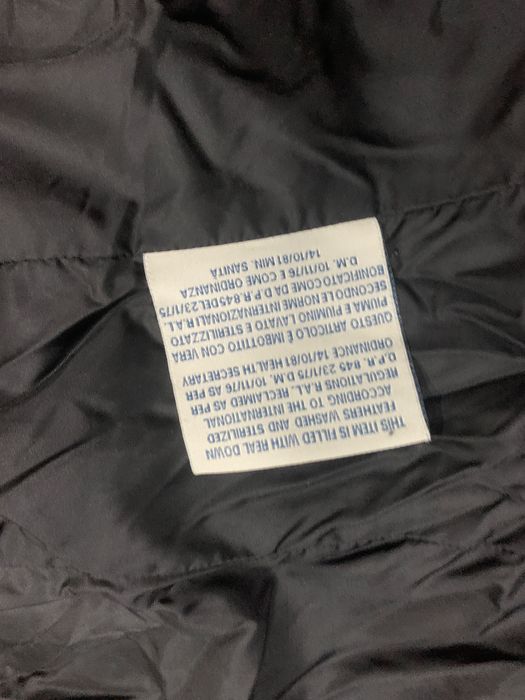 THIS ITEM IS FILLED WITH REAL DOWN
FEATHERS WASHED AND STERILIZED
ACCORDING TO THE INTERNATIONAL
REGULATIONS R.A.L. RECLAIMED AS PER
D.P.R. 845 23/1/75 D.M. 10/11/76 AS PER
ORDINANCE 14/10/81 HEALTH SECRETARY
QUESTO ARTICOLO È IMBOTTITO CON VERA
PIUMA E PIUMINO LAVATO E STERILIZZATO
SECONDO LE NORME INTERNAZIONALI R.A.L.
BONIFICATO COME DA D.P.R. 845 DEL 23/1/75
D.M. 10/11/76 E COME ORDINANZA
14/10/81 MIN. SANITÀ